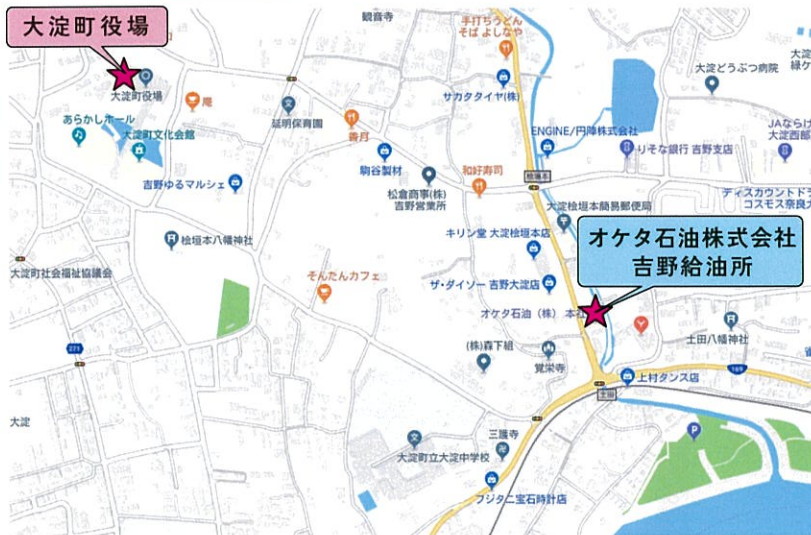 大淀町役場
観音寺
手打ちうどん
そば よしなや
サカタタイヤ(株)
大淀どうぶつ病院
大淀町役場
庵
延明保育園
香月
あらかしホール
大淀町文化会館
駒谷製材
松倉商事(株)
吉野営業所
和好寿司
ENGINE/円陣株式会社
りそな銀行 吉野支店
JAならけ
大淀西部
吉野ゆるマルシェ
桧垣本
大淀桧垣本簡易郵便局
ディスカウントドラ
コスモス奈良大
桧垣本八幡神社
キリン堂 大淀桧垣本店
オケタ石油株式会社
吉野給油所
大淀町社会福祉協議会
そんたんカフェ
ザ・ダイソー 吉野大淀店
オケタ石油(株)本社
土田八幡神社
271
(株)森下組
覚栄寺
上村タンス店
169
土田
大淀
三護寺
大淀町立大淀中学校
フジタニ宝石時計店
P